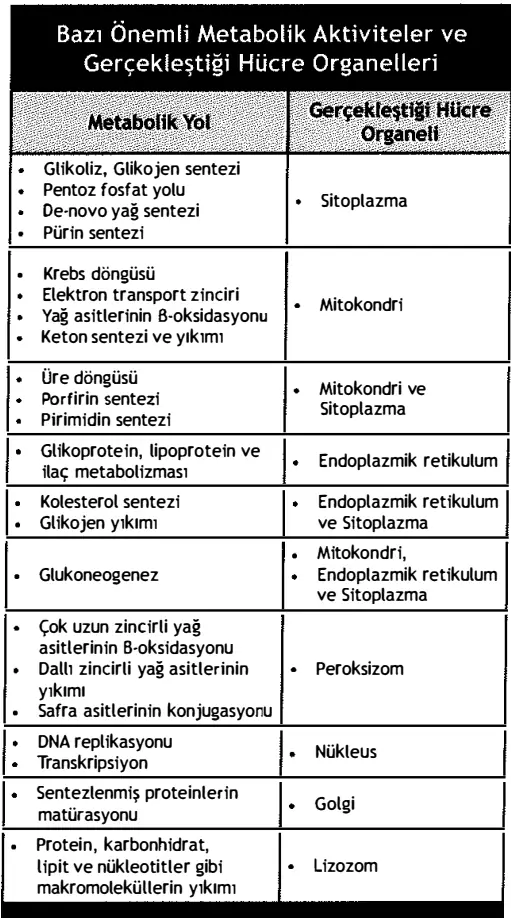 Bazı Önemli Metabolik Aktiviteler ve
Gerçekleştiği Hücre Organelleri
Metabolik Yol
Gerçekleştiği Hücre
Organeli
• Glikoliz, Glikojen sentezi
• Pentoz fosfat yolu
• De-novo yağ sentezi
• Pürin sentezi
• Sitoplazma
• Krebs döngüsü
• Elektron transport zinciri
• Yağ asitlerinin ß-oksidasyonu
• Keton sentezi ve yıkımı
• Mitokondri
• Üre döngüsü
• Porfirin sentezi
• Pirimidin sentezi
• Mitokondri ve
Sitoplazma
• Glikoprotein, lipoprotein ve
ilaç metabolizması
• Endoplazmik retikulum
• Kolesterol sentezi
• Glikojen yıkımı
• Endoplazmik retikulum
ve Sitoplazma
• Glukoneogenez
• Mitokondri,
• Endoplazmik retikulum
ve Sitoplazma
• Çok uzun zincirli yağ
asitlerinin ß-oksidasyonu
• Dallı zincirli yağ asitlerinin
yıkımı
• Safra asitlerinin konjugasyonu
• Peroksizom
• DNA replikasyonu
• Transkripsiyon
• Nükleus
• Sentezlenmiş proteinlerin
matürasyonu
• Golgi
• Protein, karbonhidrat,
lipit ve nükleotitler gibi
makromoleküllerin yıkımı
• Lizozom